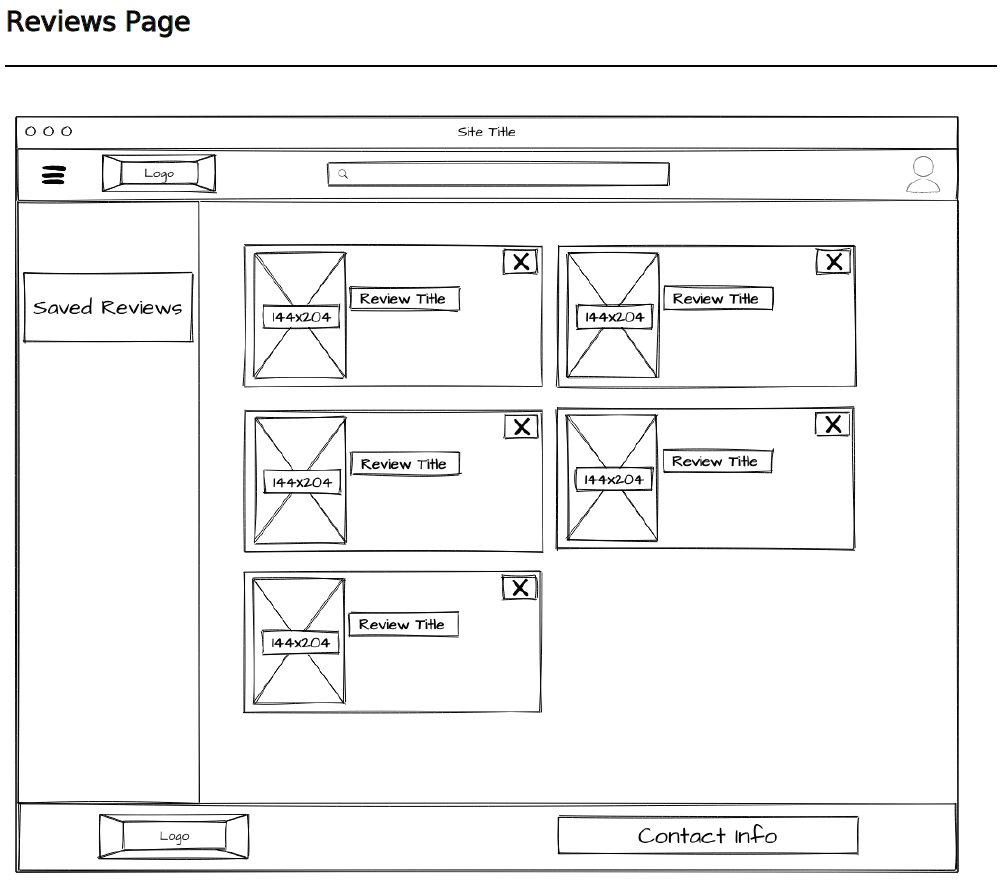 Reviews Page
Site Title
Logo
Saved Reviews
X
X
Review Title
Review Title
144x204
144x204
X
X
Review Title
Review Title
144x204
144x204
X
Review Title
144x204
Logo
Contact Info